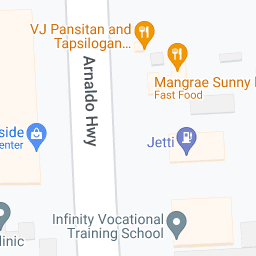 VJ Pansitan and
Tapsilogan...
Mangrae Sunny
Fast Food
Arnaldo Hwy
side
enter
Jetti
Infinity Vocational
Training School
linic